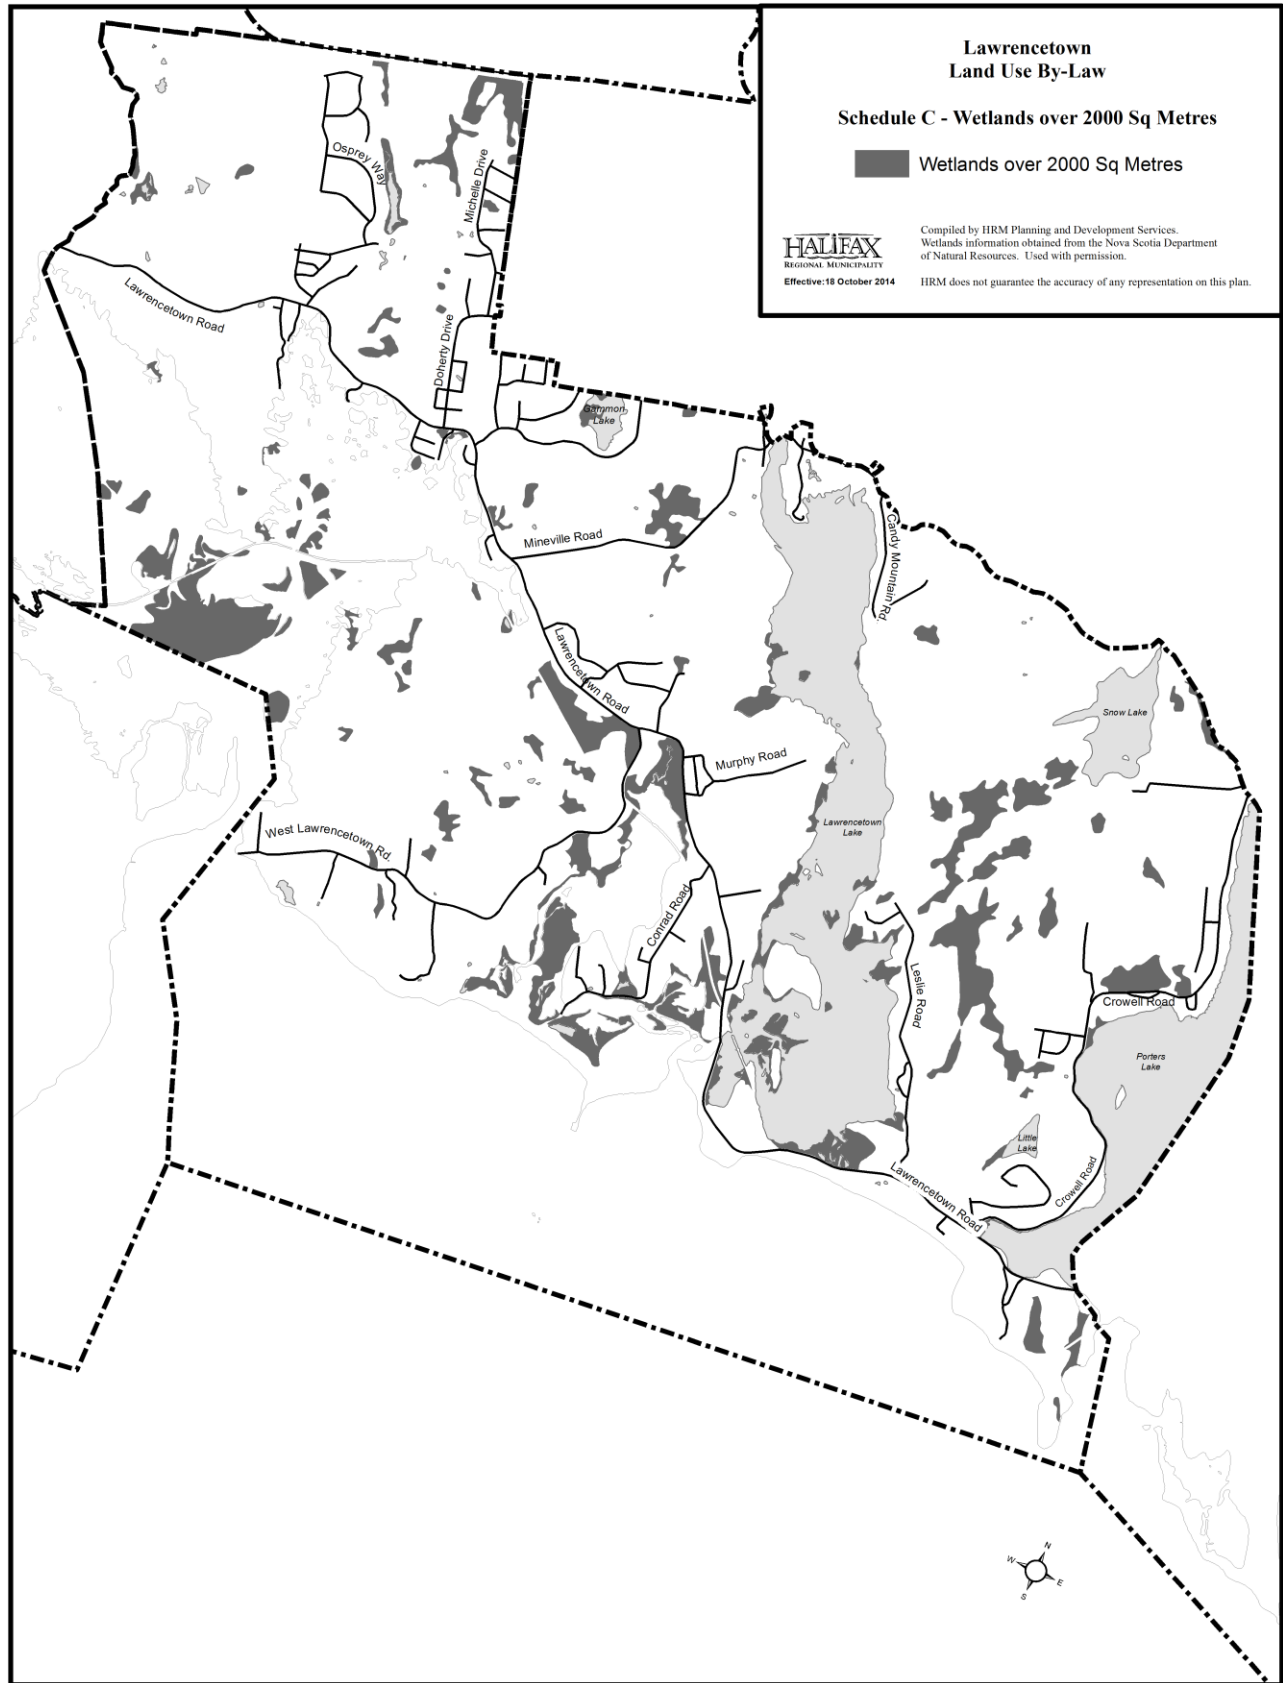 Lawrencetown
Land Use By-Law
Schedule C - Wetlands over 2000 Sq Metres
Wetlands over 2000 Sq Metres
HALIFAX
REGIONAL MUNICIPALITY
Effective:18 October 2014
Compiled by HRM Planning and Development Services.
Wetlands information obtained from the Nova Scotia Department
of Natural Resources. Used with permission.
HRM does not guarantee the accuracy of any representation on this plan.
Osprey Way
Michelle Drive
Lawrencetown Road
Doherty Drive
Gammon
Lake
Mineville Road
Candy Mountain Rd.
Lawrencetown Road
Snow Lake
Murphy Road
Lawrencetown
Lake
West Lawrencetown Rd.
Conrad Road
Leslie Road
Crowell Road
Porters
Lake
Little
Lake
Crowell Road
Lawrencetown Road
N
W
E
S